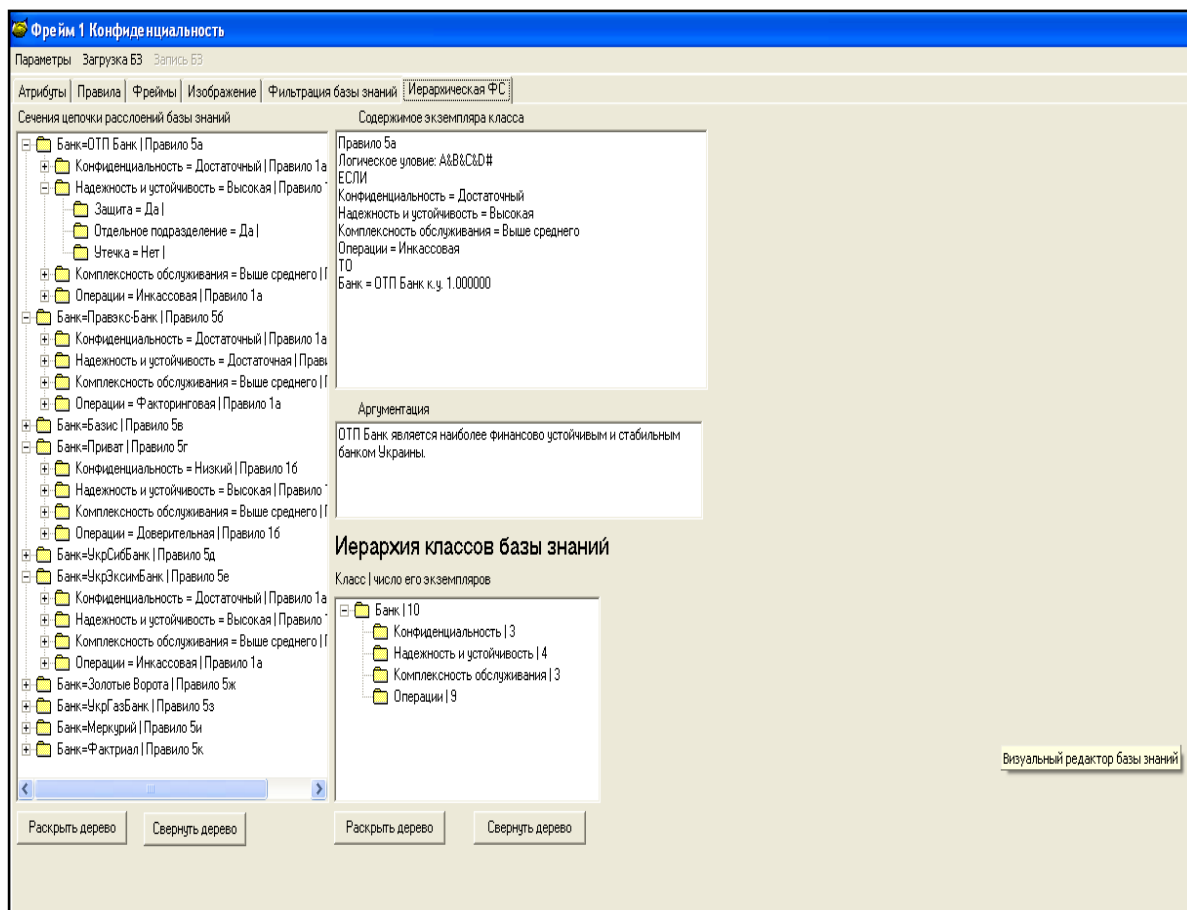 Фрейм 1 Конфиденциальность
Параметры Загрузка БЗ Запись БЗ
Атрибуты Правила Фреймы Изображение Фильтрация базы знаний Иерархическая ФС
Сечения цепочки расслоений базы знаний
Банк=ОТП Банк | Правило 5а
Конфиденциальность = Достаточный | Правило 1а
Надежность и устойчивость = Высокая | Правило
Защита = Да |
Отдельное подразделение = Да |
Утечка = Нет |
Комплексность обслуживания = Выше среднего |
Операции = Инкассовая | Правило 1а
Банк=Правэкс-Банк | Правило 5б
Конфиденциальность = Достаточный | Правило 1а
Надежность и устойчивость = Достаточная | Прави
Комплексность обслуживания = Выше среднего |
Операции = Факторинговая | Правило 1а
Банк=Базис | Правило 5в
Банк=Приват | Правило 5г
Конфиденциальность = Низкий | Правило 1б
Надежность и устойчивость = Высокая | Правило
Комплексность обслуживания = Выше среднего |
Операции = Доверительная | Правило 1б
Банк=УкрСибБанк | Правило 5д
Банк=УкрЭксимБанк | Правило 5е
Конфиденциальность = Достаточный | Правило 1а
Надежность и устойчивость = Высокая | Правило
Комплексность обслуживания = Выше среднего |
Операции = Инкассовая | Правило 1а
Банк=Золотые Ворота | Правило 5ж
Банк=УкрГазБанк | Правило 5з
Банк=Меркурий | Правило 5и
Банк=Фактриал | Правило 5к
Раскрыть дерево Свернуть дерево
Содержимое экземпляра класса
Правило 5а
Логическое уловие: A&B&C&D#
ЕСЛИ
Конфиденциальность = Достаточный
Надежность и устойчивость = Высокая
Комплексность обслуживания = Выше среднего
Операции = Инкассовая
ТО
Банк = ОТП Банк к.у. 1.000000
Аргументация
ОТП Банк является наиболее финансово устойчивым и стабильным
банком Украины.
Иерархия классов базы знаний
Класс | число его экземпляров
Банк | 10
Конфиденциальность | 3
Надежность и устойчивость | 4
Комплексность обслуживания | 3
Операции | 9
Раскрыть дерево Свернуть дерево
Визуальный редактор базы знаний